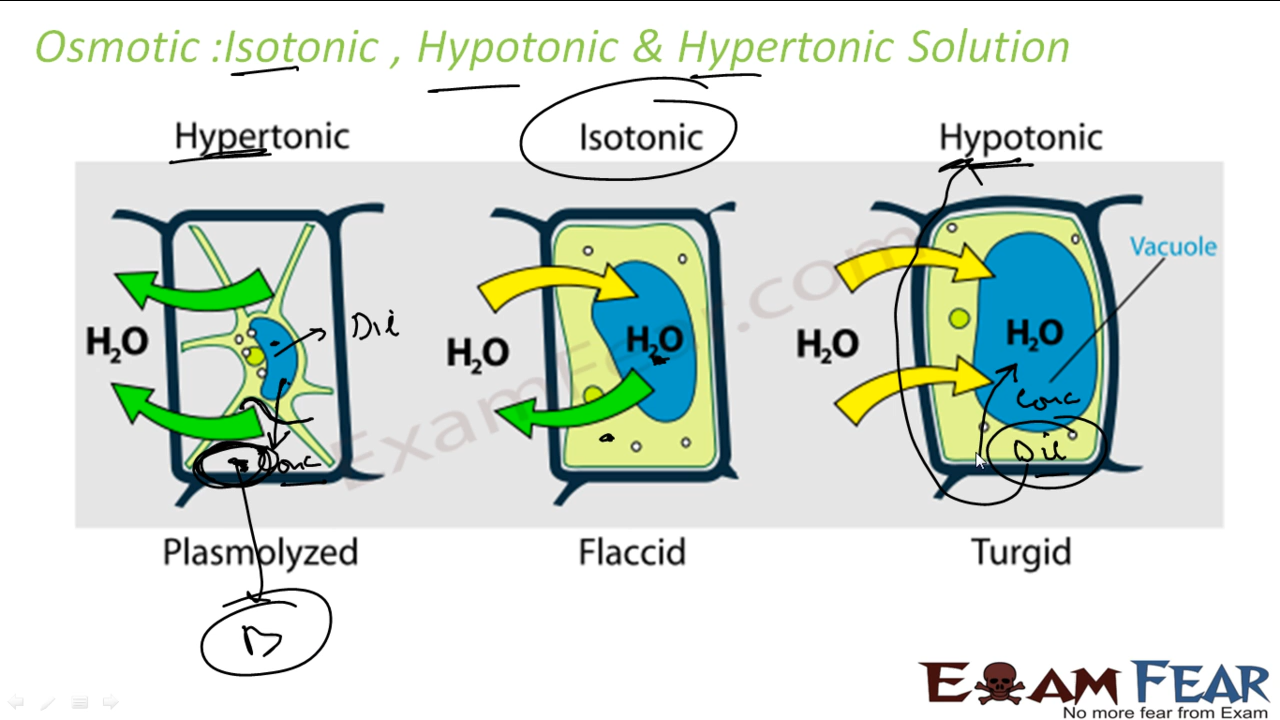 Osmotic :Isotonic , Hypotonic & Hypertonic Solution
Hypertonic
Isotonic
Hypotonic
Vacuole
Dil
H₂O
H₂O
H₂O
H₂O
H₂O
Conc
Conc
Dil
ExamFear.com
Plasmolyzed
Flaccid
Turgid
EXAM FEAR
No more fear from Exam